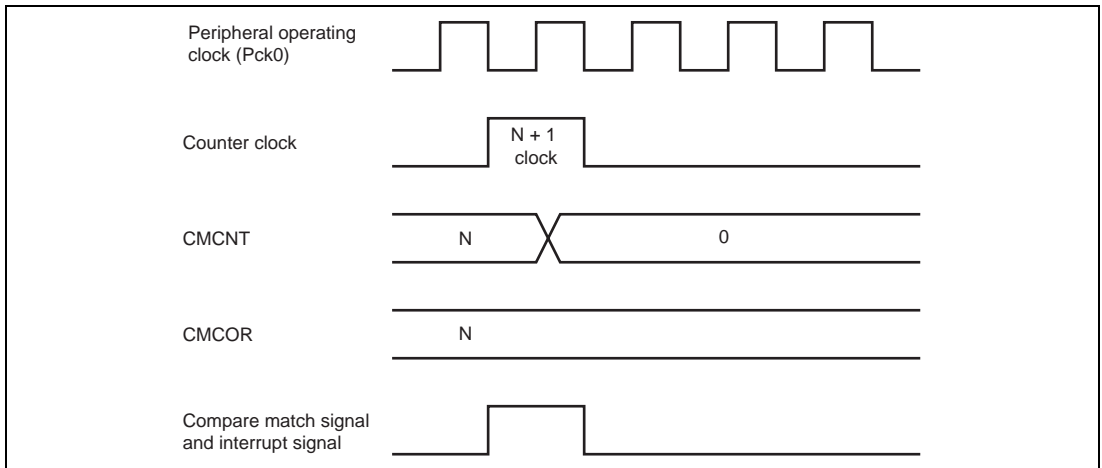 Peripheral operating
clock (Pck0)
Counter clock
N + 1
clock
CMCNT
N
0
CMCOR
N
Compare match signal
and interrupt signal